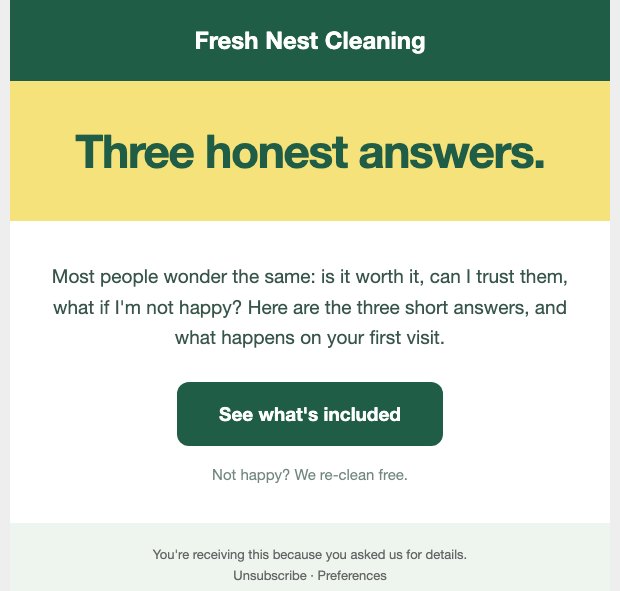 Fresh Nest Cleaning
Three honest answers.
Most people wonder the same: is it worth it, can I trust them,
what if I'm not happy? Here are the three short answers, and
what happens on your first visit.
See what's included
Not happy? We re-clean free.
You're receiving this because you asked us for details.
Unsubscribe · Preferences